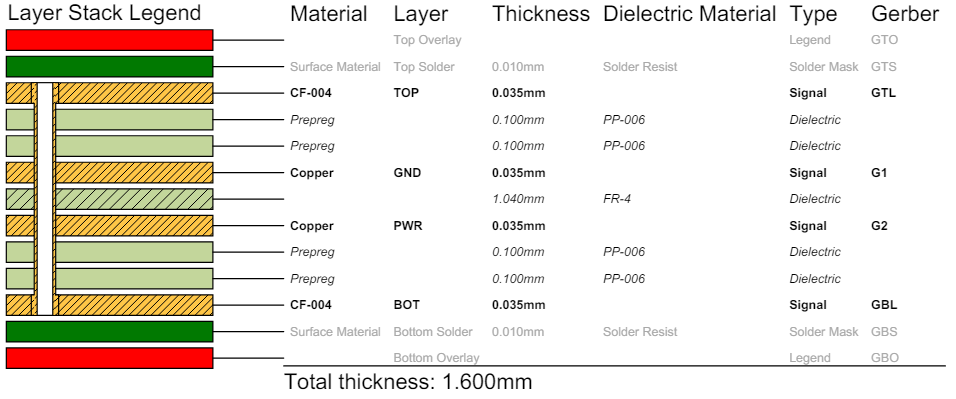 Layer Stack Legend Material Layer Thickness Dielectric Material Type Gerber
Top Overlay Legend GTO
Surface Material Top Solder 0.010mm Solder Resist Solder Mask GTS
CF-004 TOP 0.035mm Signal GTL
Prepreg 0.100mm PP-006 Dielectric
Prepreg 0.100mm PP-006 Dielectric
Copper GND 0.035mm Signal G1
1.040mm FR-4 Dielectric
Copper PWR 0.035mm Signal G2
Prepreg 0.100mm PP-006 Dielectric
Prepreg 0.100mm PP-006 Dielectric
CF-004 BOT 0.035mm Signal GBL
Surface Material Bottom Solder 0.010mm Solder Resist Solder Mask GBS
Bottom Overlay Legend GBO
Total thickness: 1.600mm